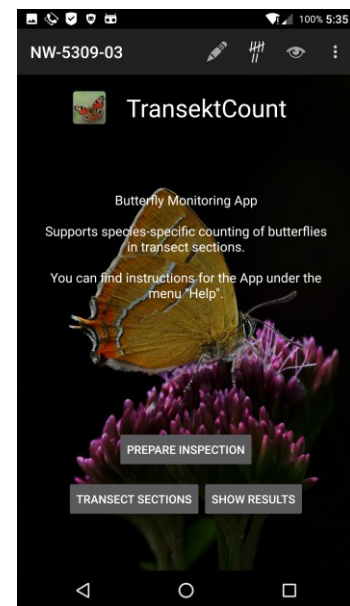 100% 5:35
NW-5309-03
TransektCount
Butterfly Monitoring App
Supports species-specific counting of butterflies
in transect sections.
You can find instructions for the App under the
menu "Help".
PREPARE INSPECTION
TRANSECT SECTIONS SHOW RESULTS